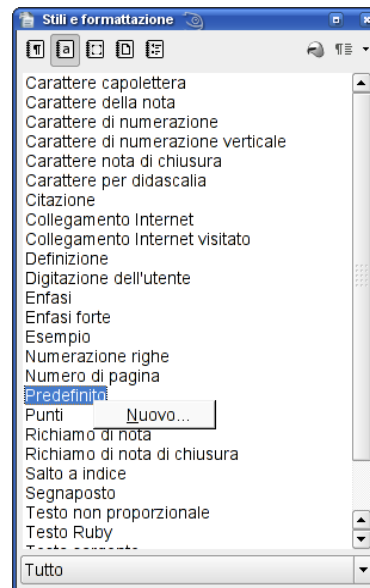 Stili e formattazione
Carattere capolettera
Carattere della nota
Carattere di numerazione
Carattere di numerazione verticale
Carattere nota di chiusura
Carattere per didascalia
Citazione
Collegamento Internet
Collegamento Internet visitato
Definizione
Digitazione dell'utente
Enfasi
Enfasi forte
Esempio
Numerazione righe
Numero di pagina
Predefinito
Punti
Nuovo...
Richiamo di nota
Richiamo di nota di chiusura
Salto a indice
Segnaposto
Testo non proporzionale
Testo Ruby
Tutto